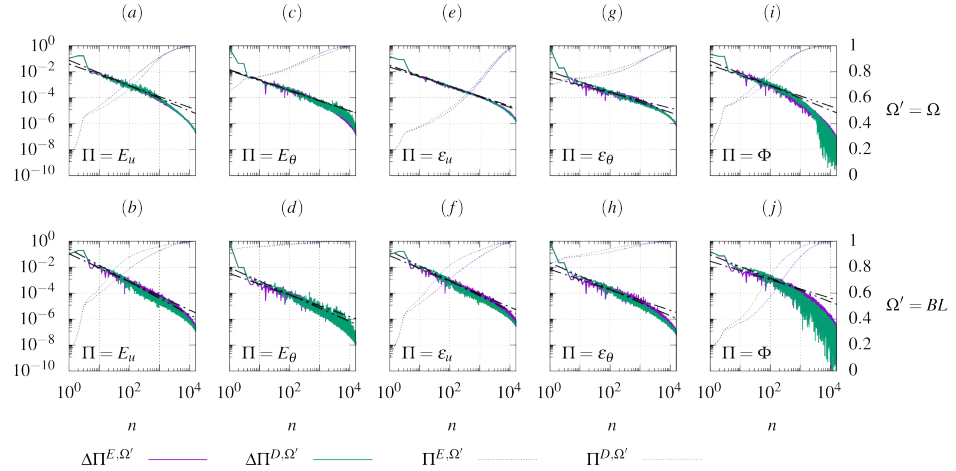 (a) (c) (e) (g) (i)
10^0 10^-2 10^-4 10^-6 10^-8 10^-10
Π = E_u Π = E_θ Π = ε_u Π = ε_θ Π = Φ
1 0.8 0.6 0.4 0.2 0
Ω′ = Ω
(b) (d) (f) (h) (j)
10^0 10^-2 10^-4 10^-6 10^-8 10^-10
Π = E_u Π = E_θ Π = ε_u Π = ε_θ Π = Φ
1 0.8 0.6 0.4 0.2 0
Ω′ = BL
10^0 10^2 10^4 10^0 10^2 10^4 10^0 10^2 10^4 10^0 10^2 10^4 10^0 10^2 10^4
n n n n n
ΔΠ^{E,Ω′} ΔΠ^{D,Ω′} Π^{E,Ω′} Π^{D,Ω′}